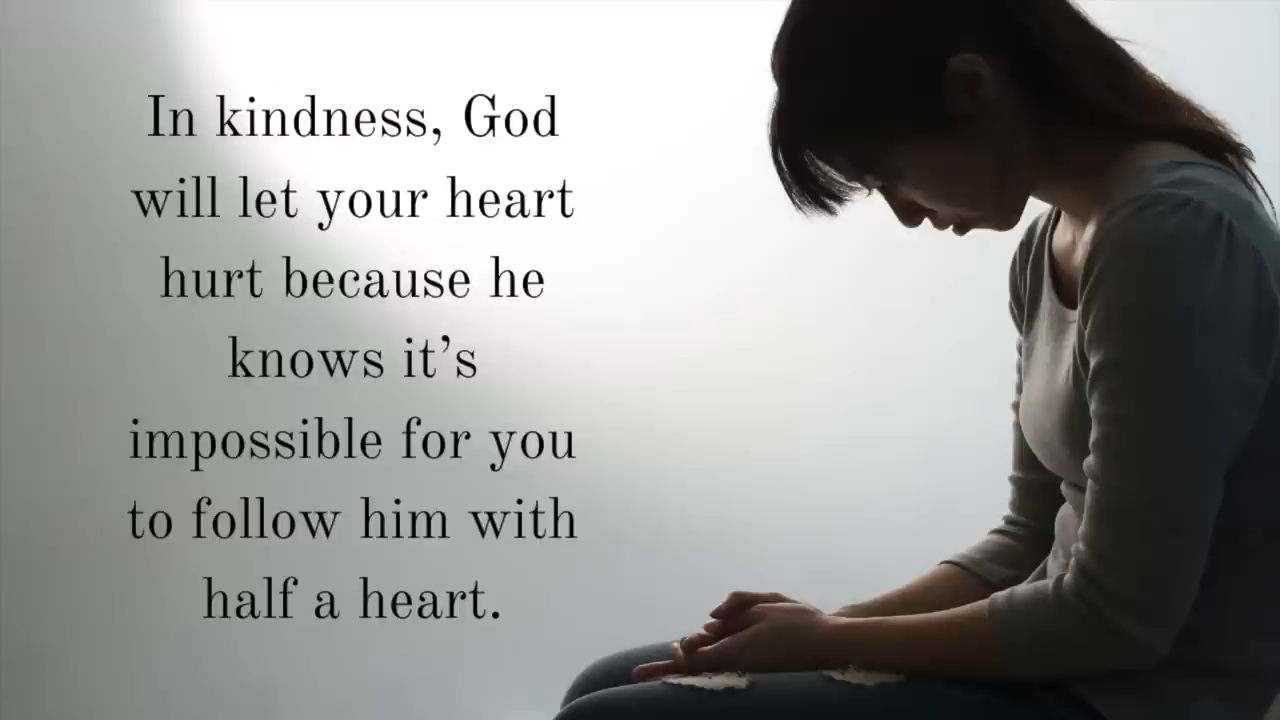 In kindness, God
will let your heart
hurt because he
knows it’s
impossible for you
to follow him with
half a heart.